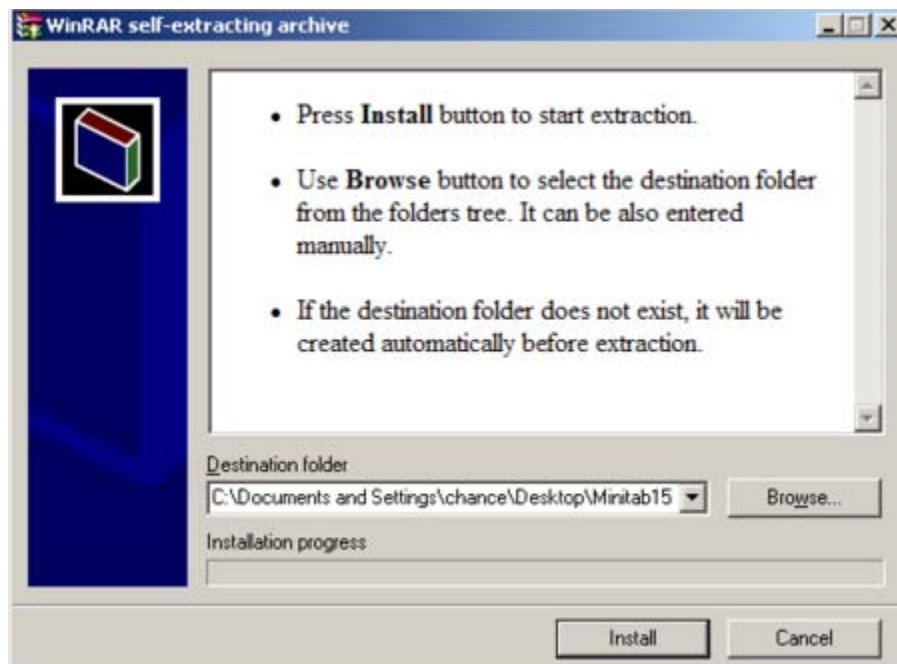 WinRAR self-extracting archive
• Press Install button to start extraction.
• Use Browse button to select the destination folder
from the folders tree. It can be also entered
manually.
• If the destination folder does not exist, it will be
created automatically before extraction.
Destination folder
C:\Documents and Settings\chance\Desktop\Minitab15
Browse...
Installation progress
Install
Cancel